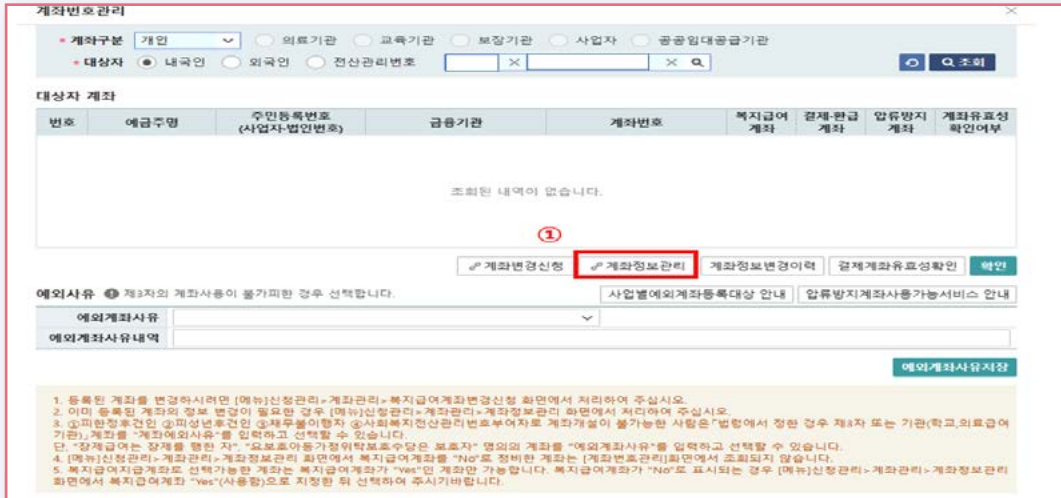 계좌번호관리 ×
* 계좌구분 개인 의료기관 교육기관 보장기관 사업자 공공임대공급기관
* 대상자 내국인 외국인 전산관리번호 조회
대상자 계좌
번호 예금주명 주민등록번호 (사업자·법인번호) 금융기관 계좌번호 복지급여 계좌 결제·환급 계좌 압류방지 계좌 계좌유효성 확인여부
조회된 내역이 없습니다.
①
계좌변경신청 계좌정보관리 계좌정보변경이력 결제계좌유효성확인 확인
예외사유 제3자의 계좌사용이 불가피한 경우 선택합니다. 사업별예외계좌등록대상 안내 압류방지계좌사용가능서비스 안내
예외계좌사유
예외계좌사유내역
예외계좌사유저장
1. 등록된 계좌를 변경하시려면 [메뉴]신청관리>계좌관리>복지급여계좌변경신청 화면에서 처리하여 주십시오.
2. 이미 등록된 계좌의 정보 변경이 필요한 경우 [메뉴]신청관리>계좌관리>계좌정보관리 화면에서 처리하여 주십시오.
3. ①피한정후견인 ②피성년후견인 ③채무불이행자 ④사회복지전산관리번호부여자로 계좌개설이 불가능한 사람은「법령에서 정한 경우 제3자 또는 기관(학교,의료급여
기관)」계좌를 "계좌예외사유"를 입력하고 선택할 수 있습니다.
단, "장제급여는 장제를 행한 자", "요보호아동가정위탁보호수당은 보호자" 명의의 계좌를 "예외계좌사유"를 입력하고 선택할 수 있습니다.
4. [메뉴]신청관리>계좌관리>계좌정보관리 화면에서 복지급여계좌를 "No"로 정비한 계좌는 [계좌번호관리]화면에서 조회되지 않습니다.
5. 복지급여지급계좌로 선택가능한 계좌는 복지급여계좌가 "Yes"인 계좌만 가능합니다. 복지급여계좌가 "No"로 표시되는 경우 [메뉴]신청관리>계좌관리>계좌정보관리
화면에서 복지급여계좌 "Yes"(사용함)으로 지정한 뒤 선택하여 주시기바랍니다.